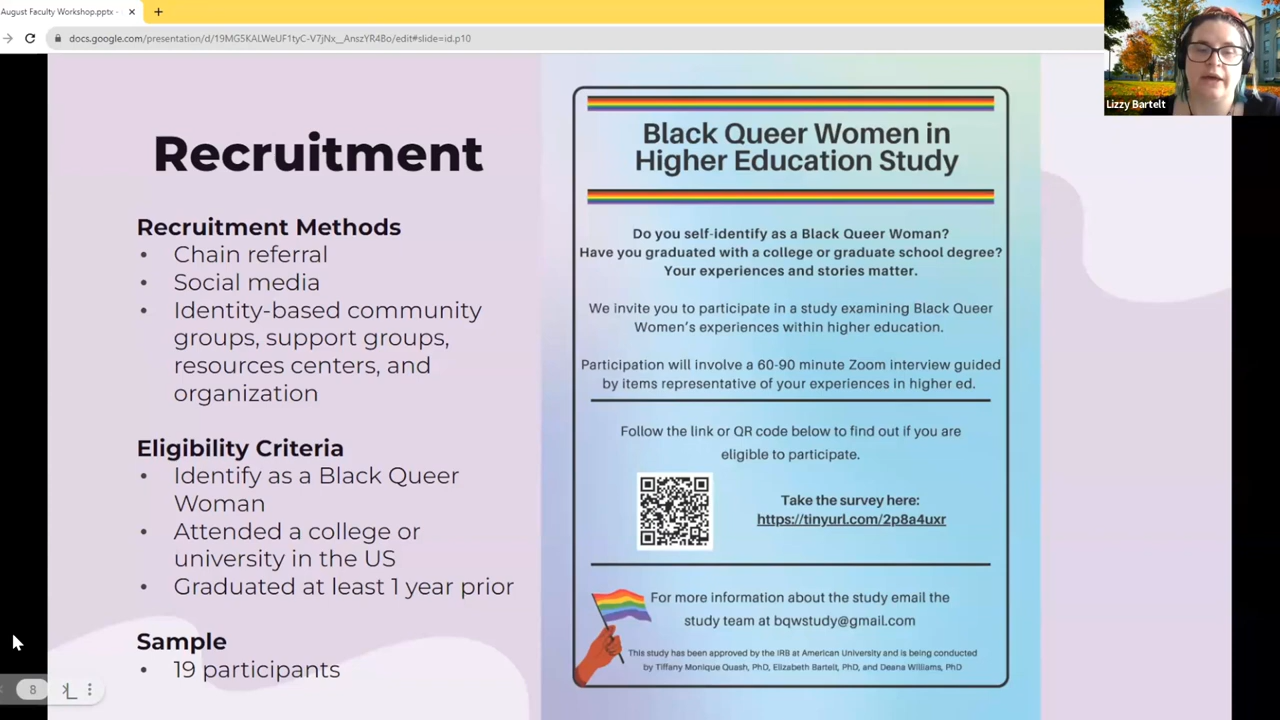 August Faculty Workshop.pptx -
docs.google.com/presentation/d/19MG5KALWeUF1tyC-V7jNx__AnszYR48o/edit#slide=id.p10
Lizzy Bartelt
Recruitment
Recruitment Methods
• Chain referral
• Social media
• Identity-based community
groups, support groups,
resources centers, and
organization
Eligibility Criteria
• Identify as a Black Queer
Woman
• Attended a college or
university in the US
• Graduated at least 1 year prior
Sample
• 19 participants
8
Black Queer Women in
Higher Education Study
Do you self-identify as a Black Queer Woman?
Have you graduated with a college or graduate school degree?
Your experiences and stories matter.
We invite you to participate in a study examining Black Queer
Women's experiences within higher education.
Participation will involve a 60-90 minute Zoom interview guided
by items representative of your experiences in higher ed.
Follow the link or QR code below to find out if you are
eligible to participate.
Take the survey here:
https://tinyurl.com/2p8a4uxr
For more information about the study email the
study team at bqwstudy@gmail.com
This study has been approved by the IRB at American University and is being conducted
by Tiffany Monique Quash, PhD, Elizabeth Bartelt, PhD, and Deana Williams, PhD